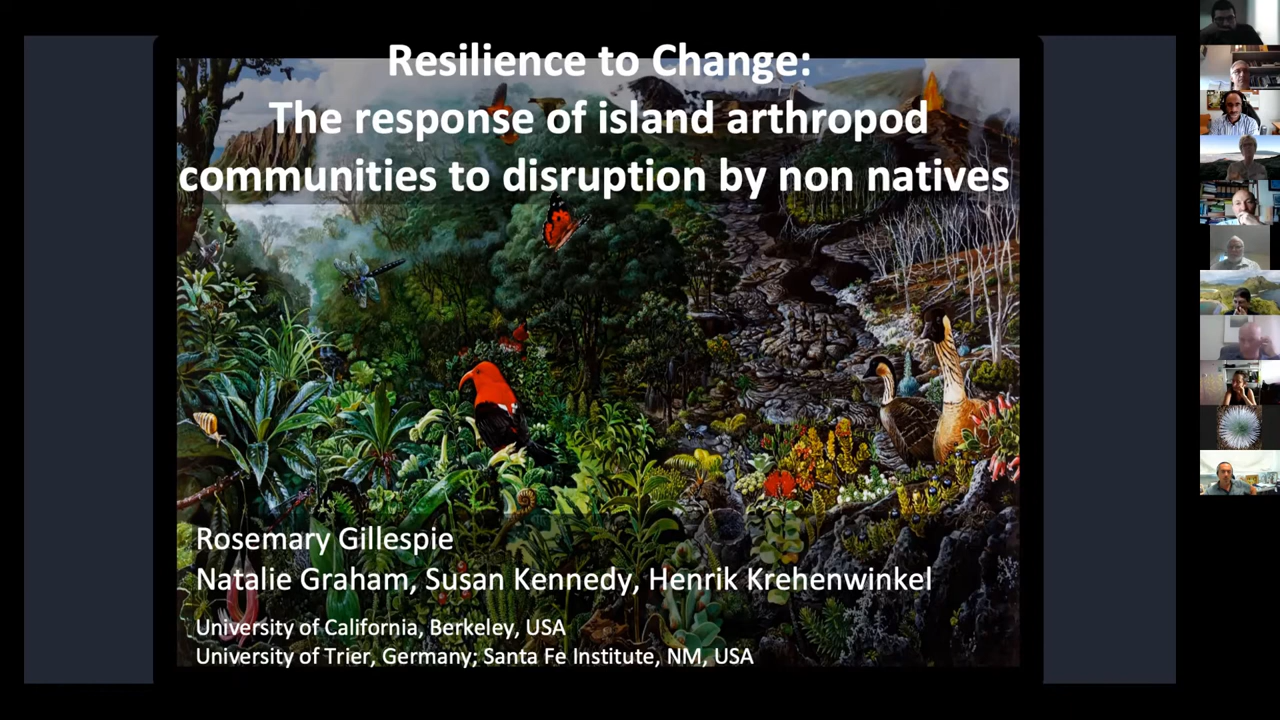 Resilience to Change:
The response of island arthropod
communities to disruption by non natives
Rosemary Gillespie
Natalie Graham, Susan Kennedy, Henrik Krehenwinkel
University of California, Berkeley, USA
University of Trier, Germany; Santa Fe Institute, NM, USA